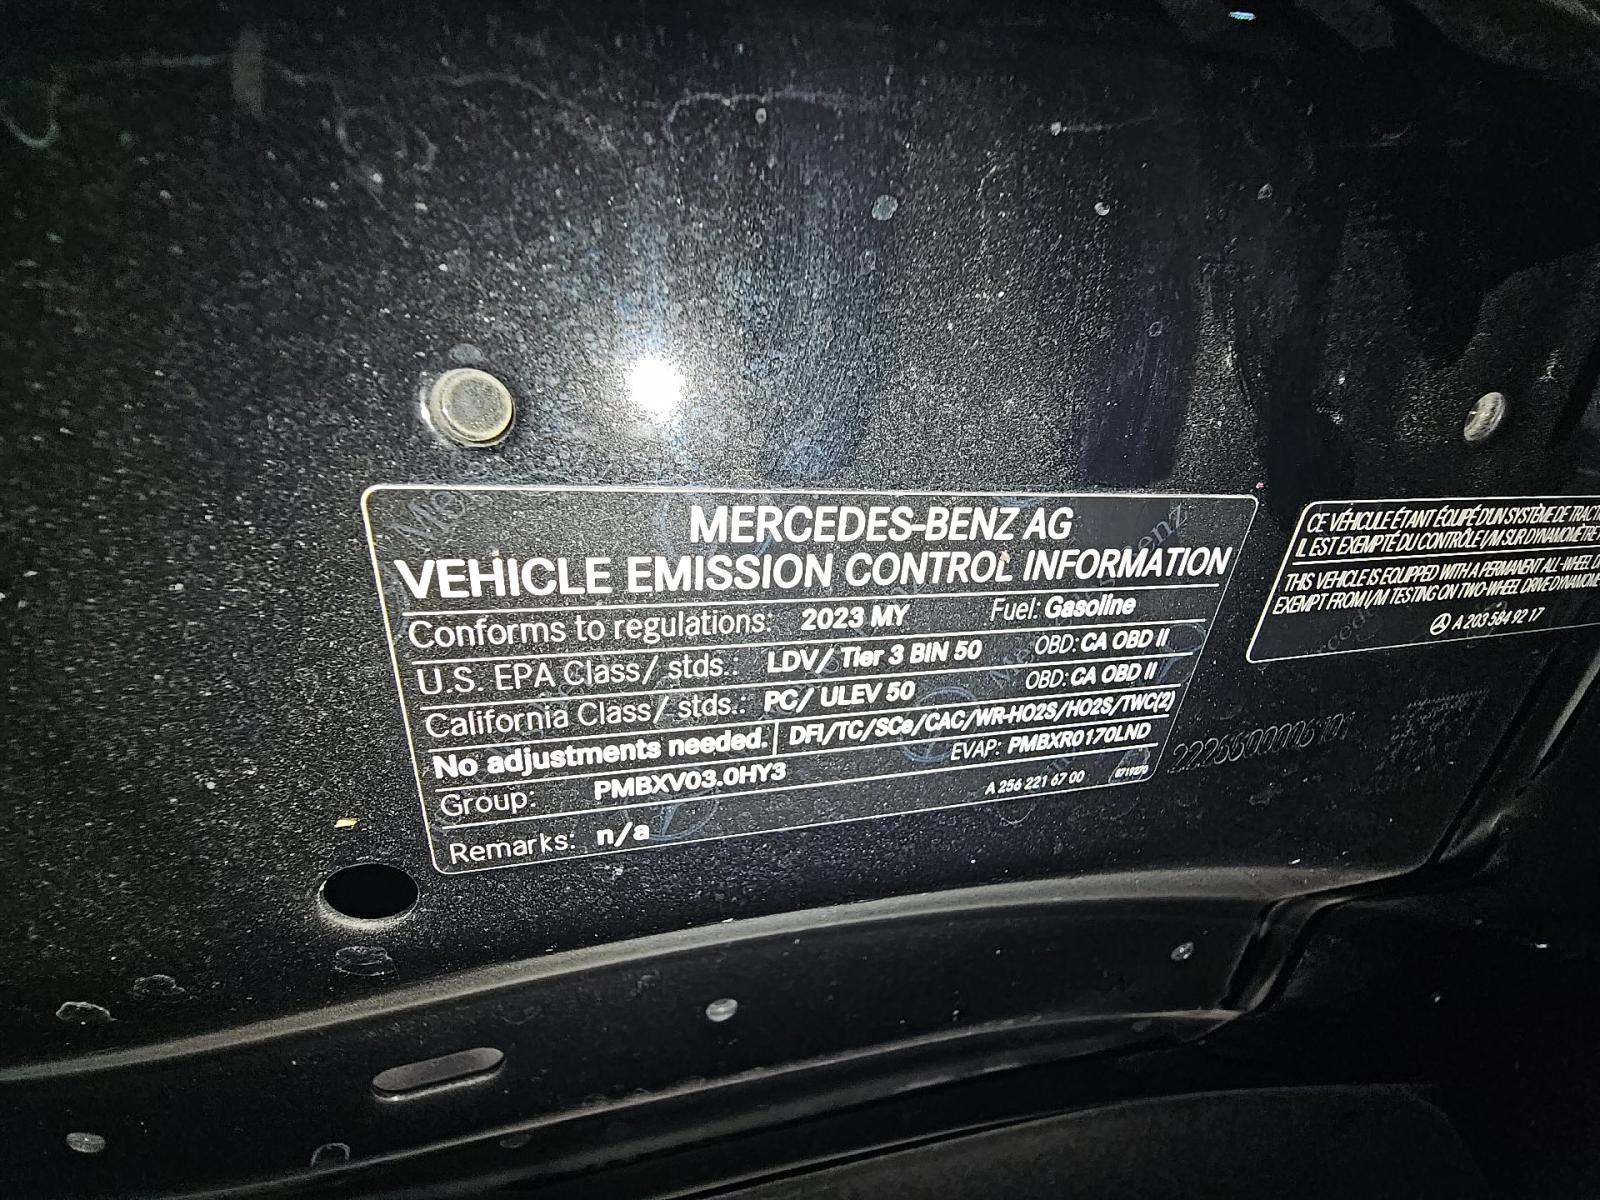 MERCEDES-BENZ AG
VEHICLE EMISSION CONTROL INFORMATION
Conforms to regulations: 2023 MY Fuel: Gasoline
U.S. EPA Class/ stds.: LDV/ Tier 3 BIN 50 OBD: CA OBD II
California Class/ stds.: PC/ ULEV 50 OBD: CA OBD II
No adjustments needed. DFI/TC/SCe/CAC/WR-HO2S/HO2S/TWC(2)
Group: PMBXV03.0HY3 EVAP: PMBXR0170LND
Remarks: n/a A 256 221 67 00
CE VÉHICULE ÉTANT ÉQUIPÉ D'UN SYSTÈME DE
IL EST EXEMPTÉ DU CONTRÔLE I/M SUR DYNAMOMÈTRE
THIS VEHICLE IS EQUIPPED WITH A PERMANENT ALL-WHEEL
EXEMPT FROM I/M TESTING ON TWO-WHEEL DRIVE
A 203 584 92 17